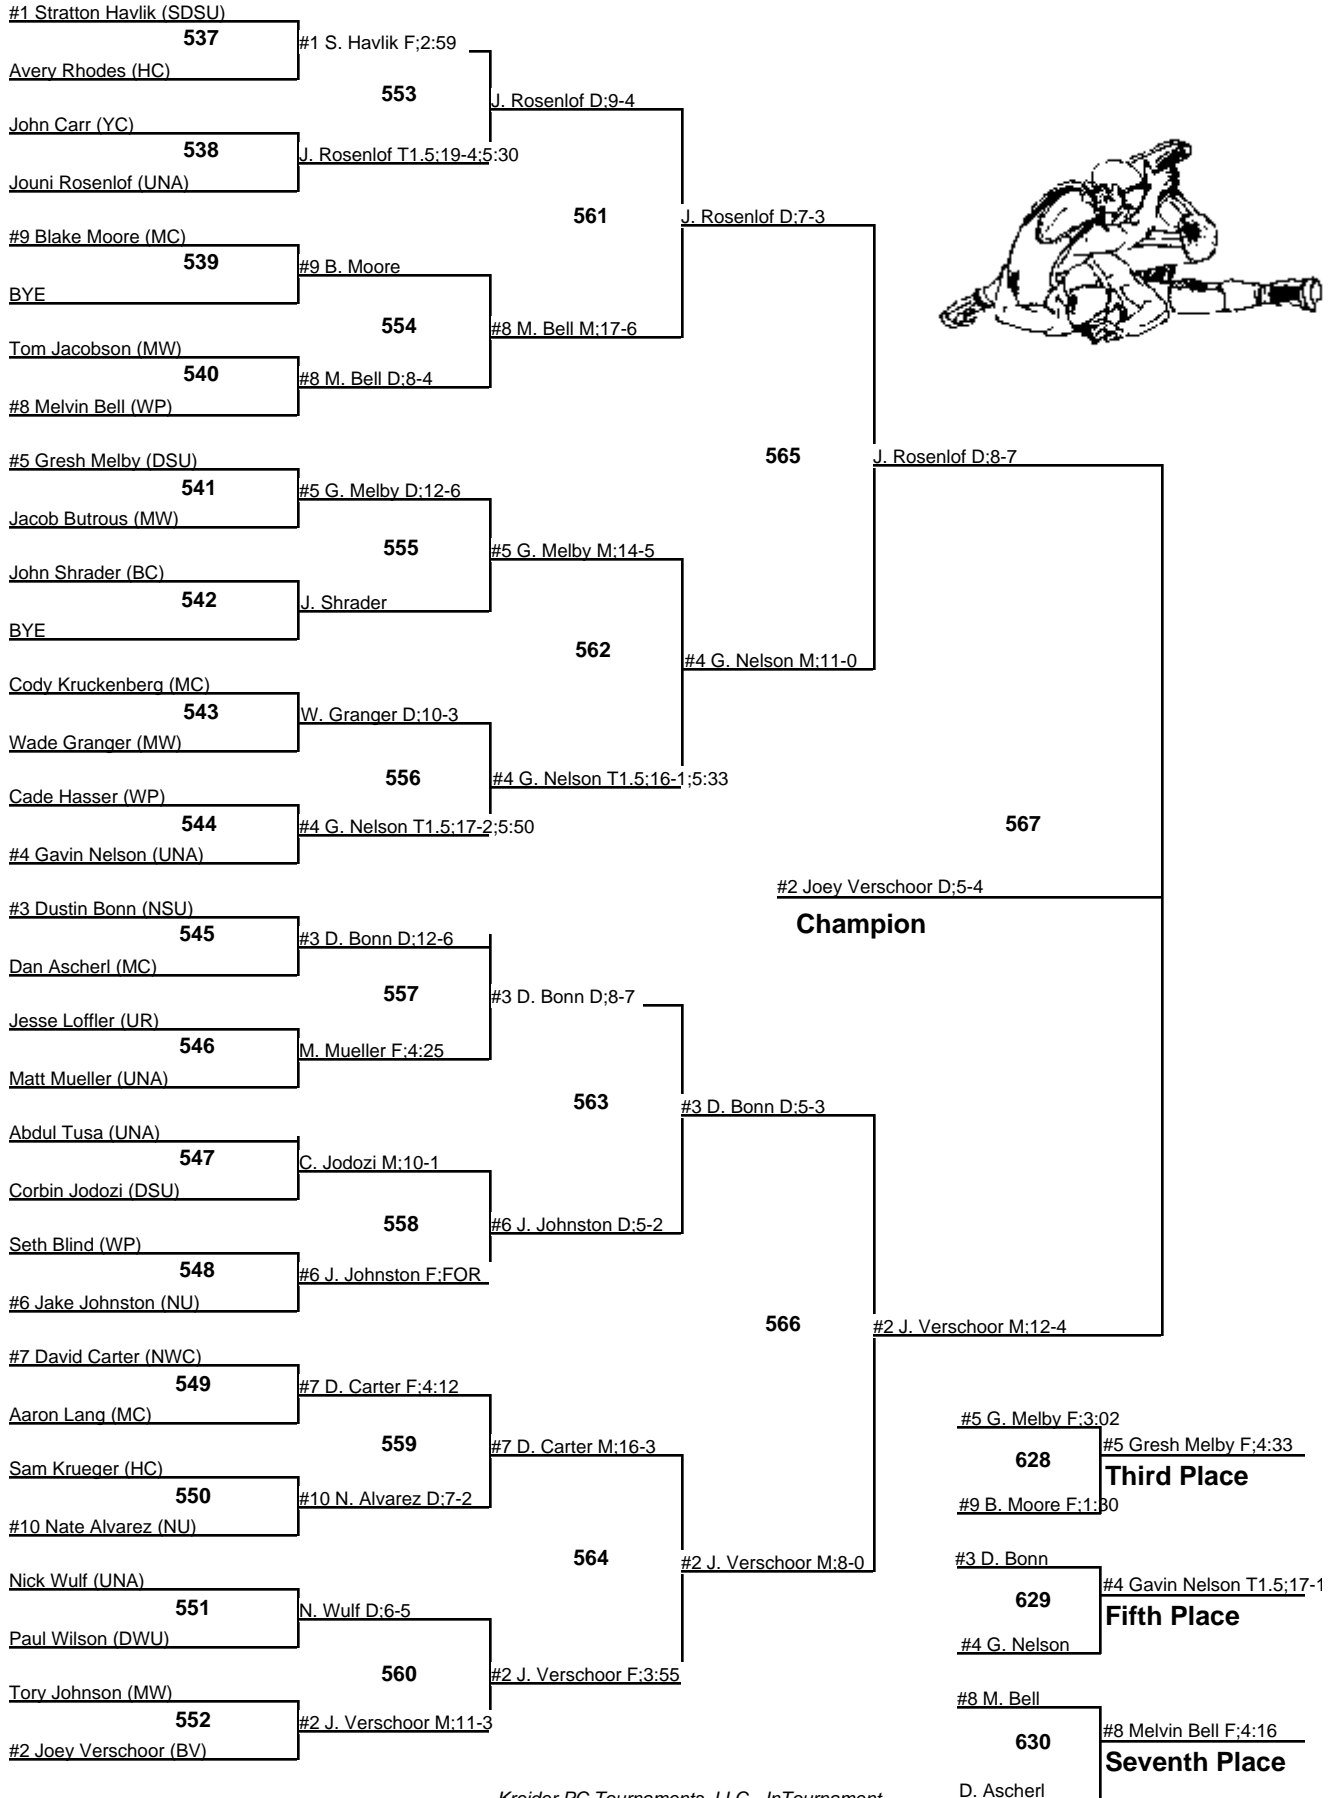 #1 Stratton Havlik (SDSU)
537
Avery Rhodes (HC)
#1 S. Havlik F;2:59
553
John Carr (YC)
538
Jouni Rosenlof (UNA)
J. Rosenlof T1.5;19-4;5:30
J. Rosenlof D;9-4
561
#9 Blake Moore (MC)
539
BYE
#9 B. Moore
554
Tom Jacobson (MW)
540
#8 Melvin Bell (WP)
#8 M. Bell D;8-4
#8 M. Bell M;17-6
J. Rosenlof D;7-3
565
#5 Gresh Melby (DSU)
541
Jacob Butrous (MW)
#5 G. Melby D;12-6
555
John Shrader (BC)
542
BYE
J. Shrader
#5 G. Melby M;14-5
562
Cody Kruckenberg (MC)
543
Wade Granger (MW)
W. Granger D;10-3
556
Cade Hasser (WP)
544
#4 Gavin Nelson (UNA)
#4 G. Nelson T1.5;17-2;5:50
#4 G. Nelson T1.5;16-1;5:33
#4 G. Nelson M;11-0
J. Rosenlof D;8-7
567
#2 Joey Verschoor D;5-4
Champion
#3 Dustin Bonn (NSU)
545
Dan Ascherl (MC)
#3 D. Bonn D;12-6
557
Jesse Loffler (UR)
546
Matt Mueller (UNA)
M. Mueller F;4:25
#3 D. Bonn D;8-7
563
Abdul Tusa (UNA)
547
Corbin Jodozi (DSU)
C. Jodozi M;10-1
558
Seth Blind (WP)
548
#6 Jake Johnston (NU)
#6 J. Johnston F;FOR
#6 J. Johnston D;5-2
#3 D. Bonn D;5-3
566
#2 J. Verschoor M;12-4
#7 David Carter (NWC)
549
Aaron Lang (MC)
#7 D. Carter F;4:12
559
Sam Krueger (HC)
550
#10 Nate Alvarez (NU)
#10 N. Alvarez D;7-2
#7 D. Carter M;16-3
564
Nick Wulf (UNA)
551
Paul Wilson (DWU)
N. Wulf D;6-5
560
Tory Johnson (MW)
552
#2 Joey Verschoor (BV)
#2 J. Verschoor M;11-3
#2 J. Verschoor F;3:55
#2 J. Verschoor M;8-0
#5 G. Melby F;3:02
628
#9 B. Moore F;1:30
#5 Gresh Melby F;4:33
Third Place
#3 D. Bonn
629
#4 G. Nelson
#4 Gavin Nelson T1.5;17-1
Fifth Place
#8 M. Bell
630
D. Ascherl
#8 Melvin Bell F;4:16
Seventh Place
Kreider PC Tournaments, LLC - InTournament